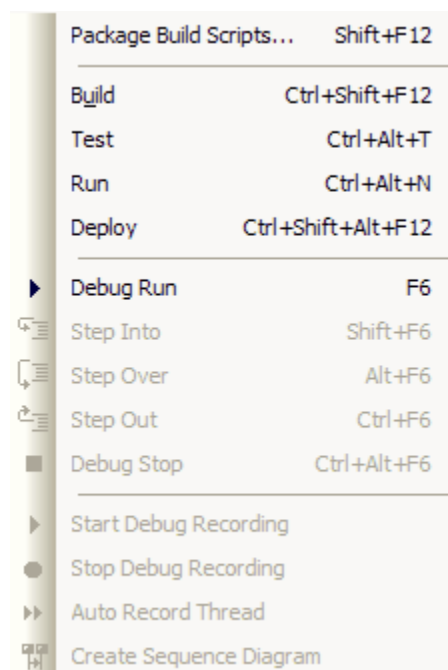 Package Build Scripts... Shift+F12
Build Ctrl+Shift+F12
Test Ctrl+Alt+T
Run Ctrl+Alt+N
Deploy Ctrl+Shift+Alt+F12
Debug Run F6
Step Into Shift+F6
Step Over Alt+F6
Step Out Ctrl+F6
Debug Stop Ctrl+Alt+F6
Start Debug Recording
Stop Debug Recording
Auto Record Thread
Create Sequence Diagram